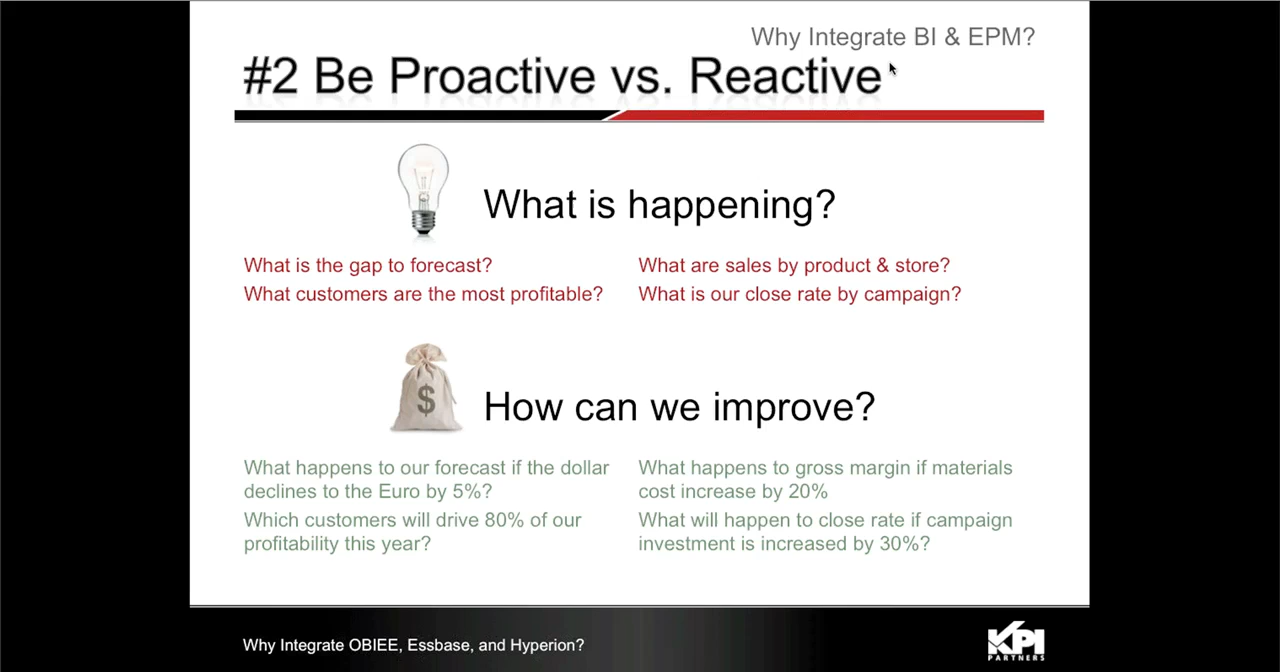 Why Integrate BI & EPM?
#2 Be Proactive vs. Reactive
What is happening?
What is the gap to forecast?
What customers are the most profitable?
What are sales by product & store?
What is our close rate by campaign?
$
How can we improve?
What happens to our forecast if the dollar
declines to the Euro by 5%?
Which customers will drive 80% of our
profitability this year?
What happens to gross margin if materials
cost increase by 20%
What will happen to close rate if campaign
investment is increased by 30%?
Why Integrate OBIEE, Essbase, and Hyperion?
KPI
PARTNERS